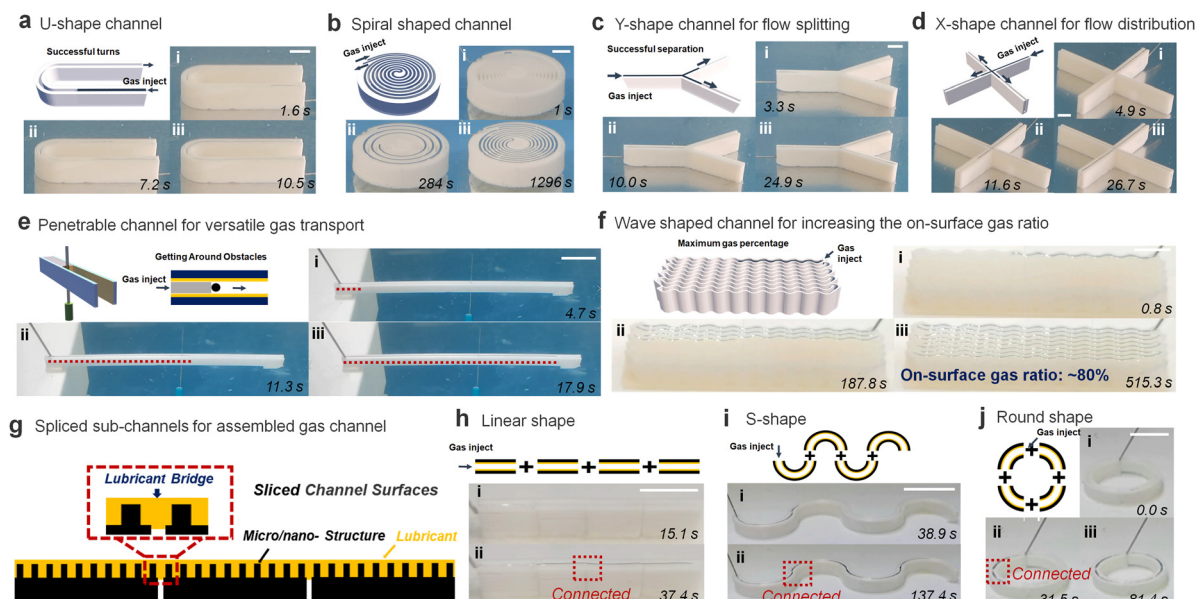 a U-shape channel
Successful turns
Gas inject
i
1.6 s
ii
7.2 s
iii
10.5 s
b Spiral shaped channel
Gas inject
i
1 s
ii
284 s
iii
1296 s
c Y-shape channel for flow splitting
Successful separation
Gas inject
i
3.3 s
ii
10.0 s
iii
24.9 s
d X-shape channel for flow distribution
Gas inject
i
4.9 s
ii
11.6 s
iii
26.7 s
e Penetrable channel for versatile gas transport
Getting Around Obstacles
Gas inject
i
4.7 s
ii
11.3 s
iii
17.9 s
f Wave shaped channel for increasing the on-surface gas ratio
Maximum gas percentage
Gas
inject
i
0.8 s
ii
187.8 s
iii
On-surface gas ratio: ~80%
515.3 s
g Spliced sub-channels for assembled gas channel
Lubricant Bridge
Sliced Channel Surfaces
Micro/nano- Structure
Lubricant
h Linear shape
Gas inject
+ + +
i
15.1 s
ii
Connected
37.4 s
i S-shape
Gas inject
+ + + +
i
38.9 s
ii
Connected
137.4 s
j Round shape
Gas inject
+
+ +
+
i
0.0 s
ii
Connected
31.5 s
iii
81.4 s